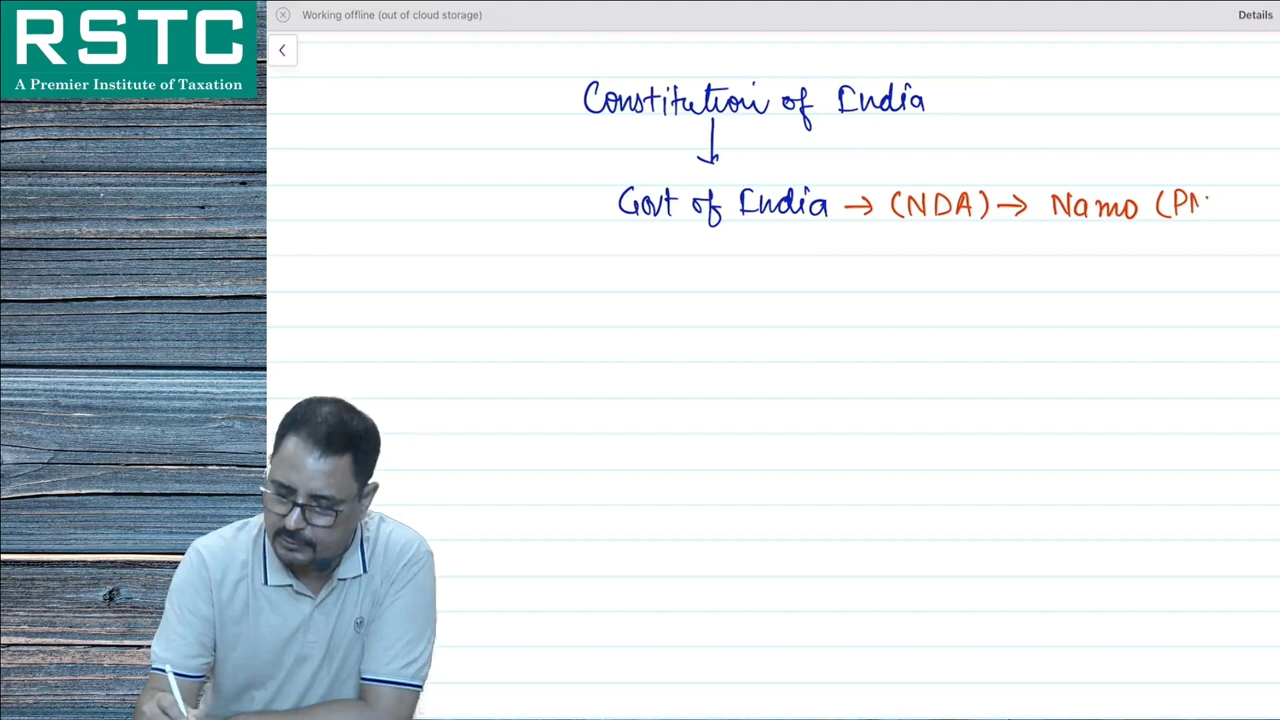 RSTC
A Premier Institute of Taxation
Working offline (out of cloud storage)
Details
Constitution of India
↓
Govt of India → (NDA) → Namo (PM